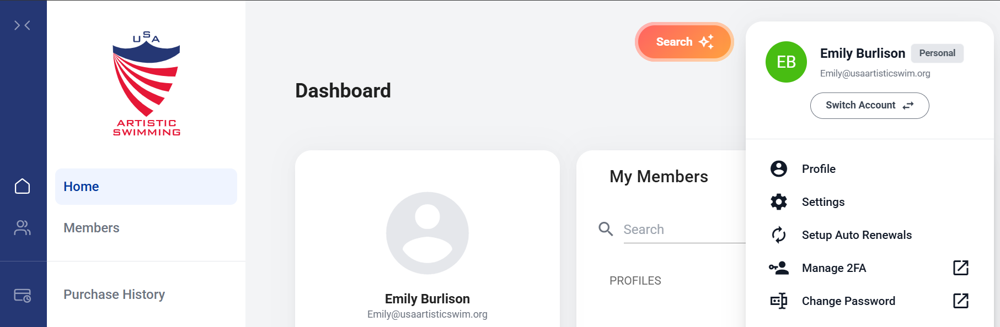 USA
ARTISTIC
SWIMMING
Home
Members
Purchase History
Search
Dashboard
Emily Burlison
Emily@usaartisticswim.org
My Members
Search
PROFILES
EB
Emily Burlison Personal
Emily@usaartisticswim.org
Switch Account
Profile
Settings
Setup Auto Renewals
Manage 2FA
Change Password